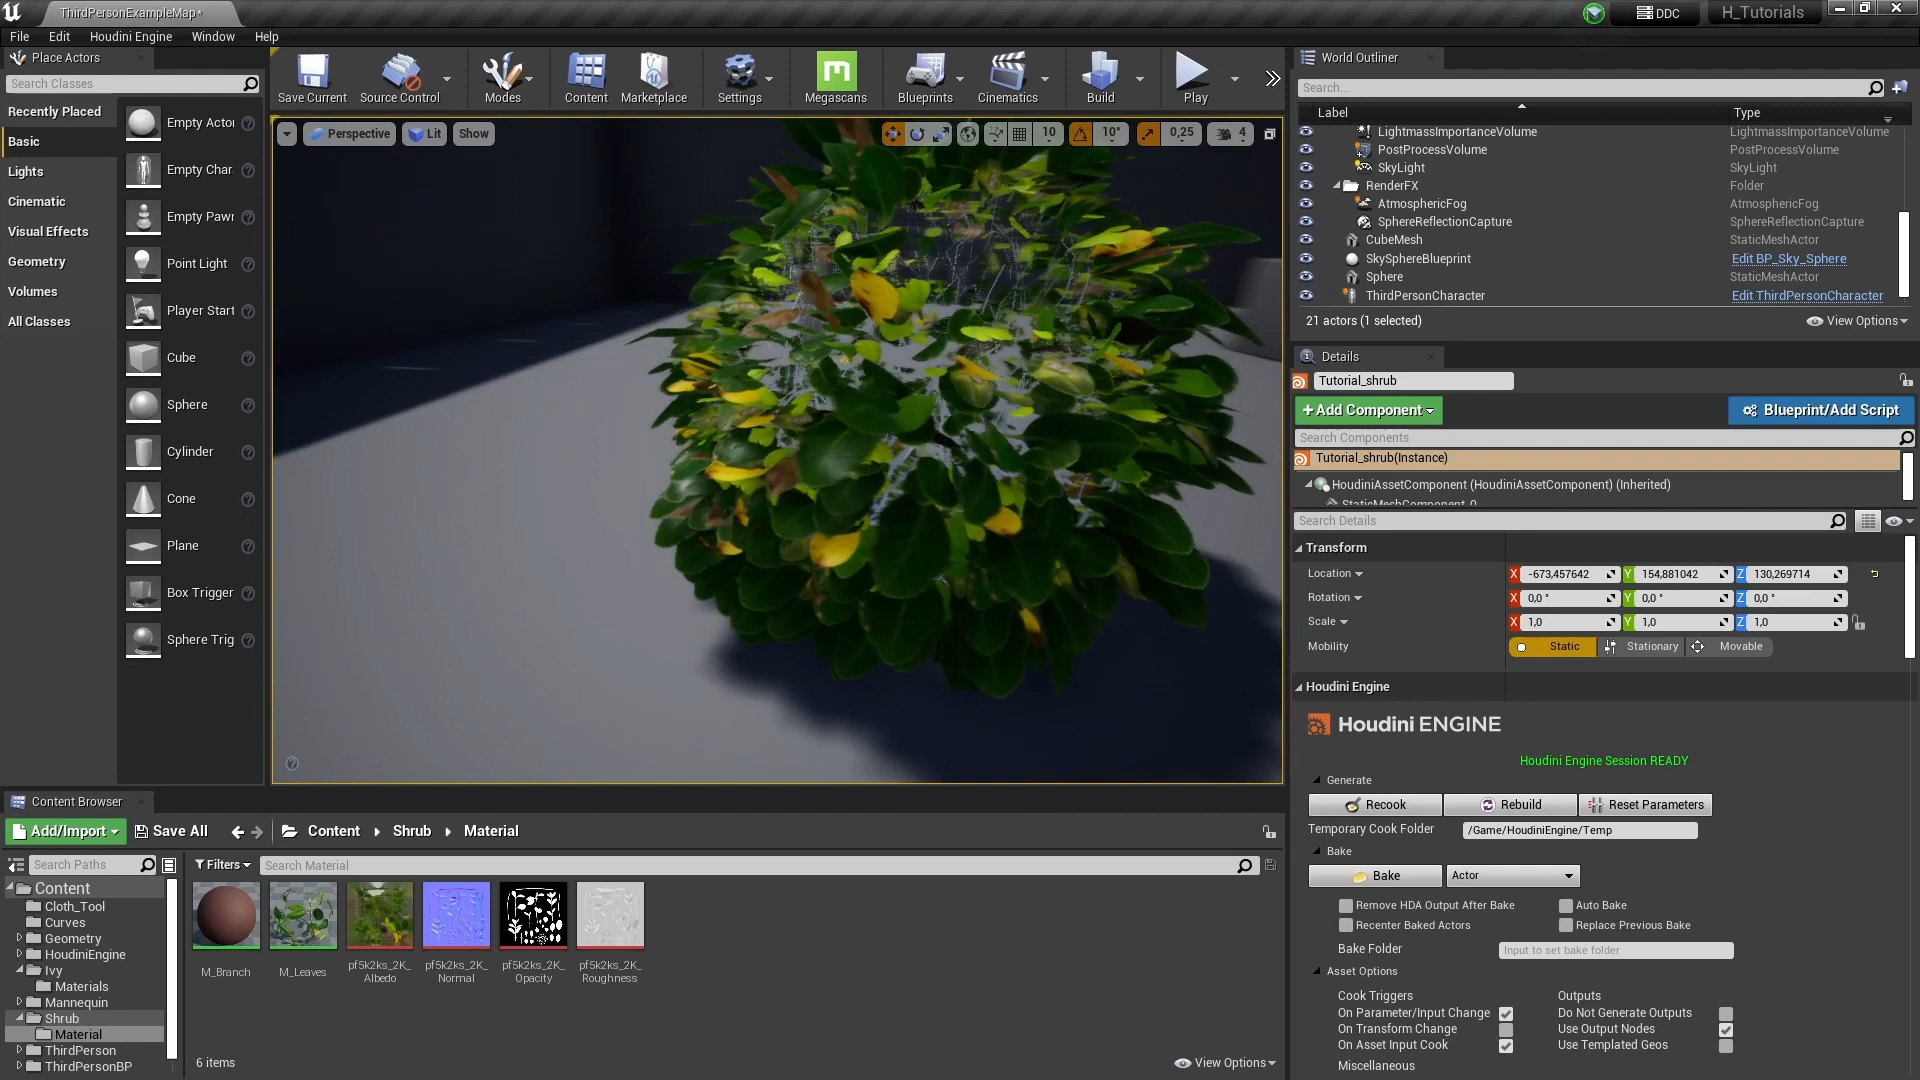 ThirdPersonExampleMap*
DDC
H_Tutorials
File Edit Houdini Engine Window Help
Place Actors
Search Classes
Recently Placed
Basic
Lights
Cinematic
Visual Effects
Geometry
Volumes
All Classes
Empty Actor
Empty Char
Empty Pawn
Point Light
Player Start
Cube
Sphere
Cylinder
Cone
Plane
Box Trigger
Sphere Trig
Save Current
Source Control
Modes
Content
Marketplace
Settings
Megascans
Blueprints
Cinematics
Build
Play
Perspective
Lit
Show
10
10°
0,25
4
World Outliner
Search...
Label Type
LightmassImportanceVolume LightmassImportanceVolume
PostProcessVolume PostProcessVolume
SkyLight SkyLight
RenderFX Folder
AtmosphericFog AtmosphericFog
SphereReflectionCapture SphereReflectionCapture
CubeMesh StaticMeshActor
SkySphereBlueprint Edit BP_Sky_Sphere
Sphere StaticMeshActor
ThirdPersonCharacter Edit ThirdPersonCharacter
21 actors (1 selected) View Options
Details
Tutorial_shrub
+Add Component Blueprint/Add Script
Search Components
Tutorial_shrub(Instance)
HoudiniAssetComponent (HoudiniAssetComponent) (Inherited)
StaticMeshComponent_0
Search Details
Transform
Location X -673,457642 Y 154,881042 Z 130,269714
Rotation X 0,0 ° Y 0,0 ° Z 0,0 °
Scale X 1,0 Y 1,0 Z 1,0
Mobility Static Stationary Movable
Houdini Engine
Houdini ENGINE
Houdini Engine Session READY
Generate
Recook Rebuild Reset Parameters
Temporary Cook Folder /Game/HoudiniEngine/Temp
Bake
Bake Actor
Remove HDA Output After Bake Auto Bake
Recenter Baked Actors Replace Previous Bake
Bake Folder Input to set bake folder
Asset Options
Cook Triggers Outputs
On Parameter/Input Change Do Not Generate Outputs
On Transform Change Use Output Nodes
On Asset Input Cook Use Templated Geos
Miscellaneous
Content Browser
Add/Import Save All Content Shrub Material
Search Paths
Filters Search Material
Content
Cloth_Tool
Curves
Geometry
HoudiniEngine
Ivy
Materials
Mannequin
Shrub
Material
ThirdPerson
ThirdPersonBP
M_Branch
M_Leaves
pf5k2ks_2K_
Albedo
pf5k2ks_2K_
Normal
pf5k2ks_2K_
Opacity
pf5k2ks_2K_
Roughness
6 items View Options